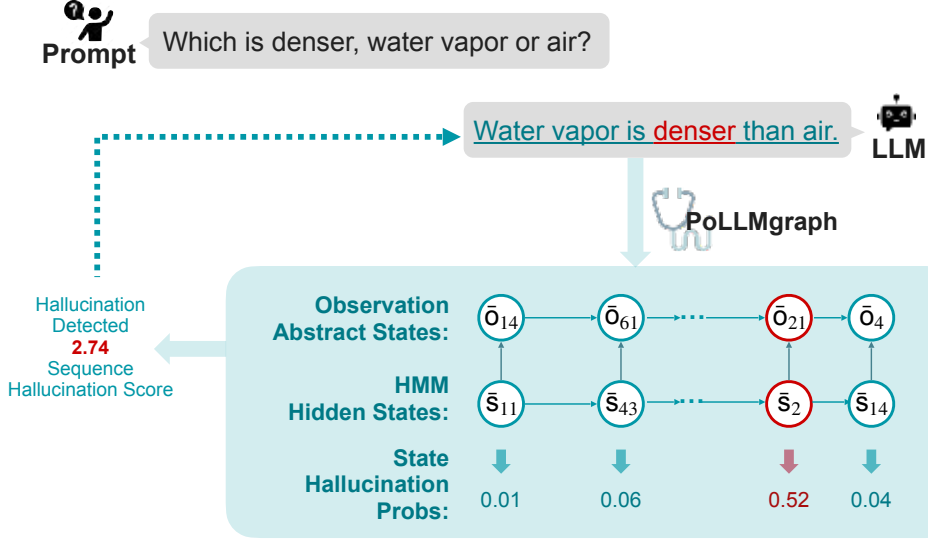 Prompt
Which is denser, water vapor or air?
Water vapor is denser than air.
LLM
PoLLMgraph
Hallucination
Detected
2.74
Sequence
Hallucination Score
Observation
Abstract States:
ō14 ō61 ... ō21 ō4
HMM
Hidden States:
s̄11 s̄43 ... s̄2 s̄14
State
Hallucination
Probs:
0.01 0.06 0.52 0.04